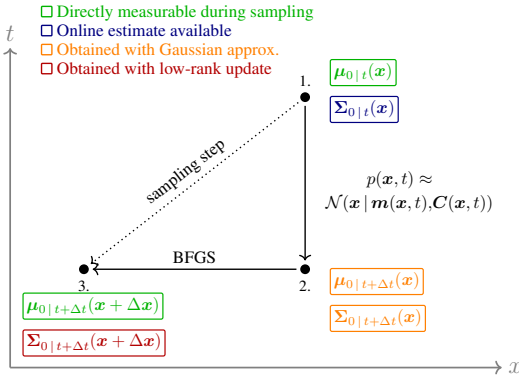 Directly measurable during sampling
Online estimate available
Obtained with Gaussian approx.
Obtained with low-rank update
t
1.
μ₀|ₜ(x)
Σ₀|ₜ(x)
sampling step
p(x, t) ≈
𝒩(x | m(x, t), C(x, t))
BFGS
3.
2.
μ₀|ₜ₊Δₜ(x)
Σ₀|ₜ₊Δₜ(x)
μ₀|ₜ₊Δₜ(x + Δx)
Σ₀|ₜ₊Δₜ(x + Δx)
x